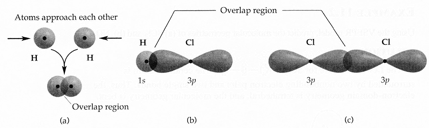 Atoms approach each other
Overlap region
H
H
H
Cl
Cl
Cl
1s
3p
3p
3p
Overlap region
(a)
(b)
(c)